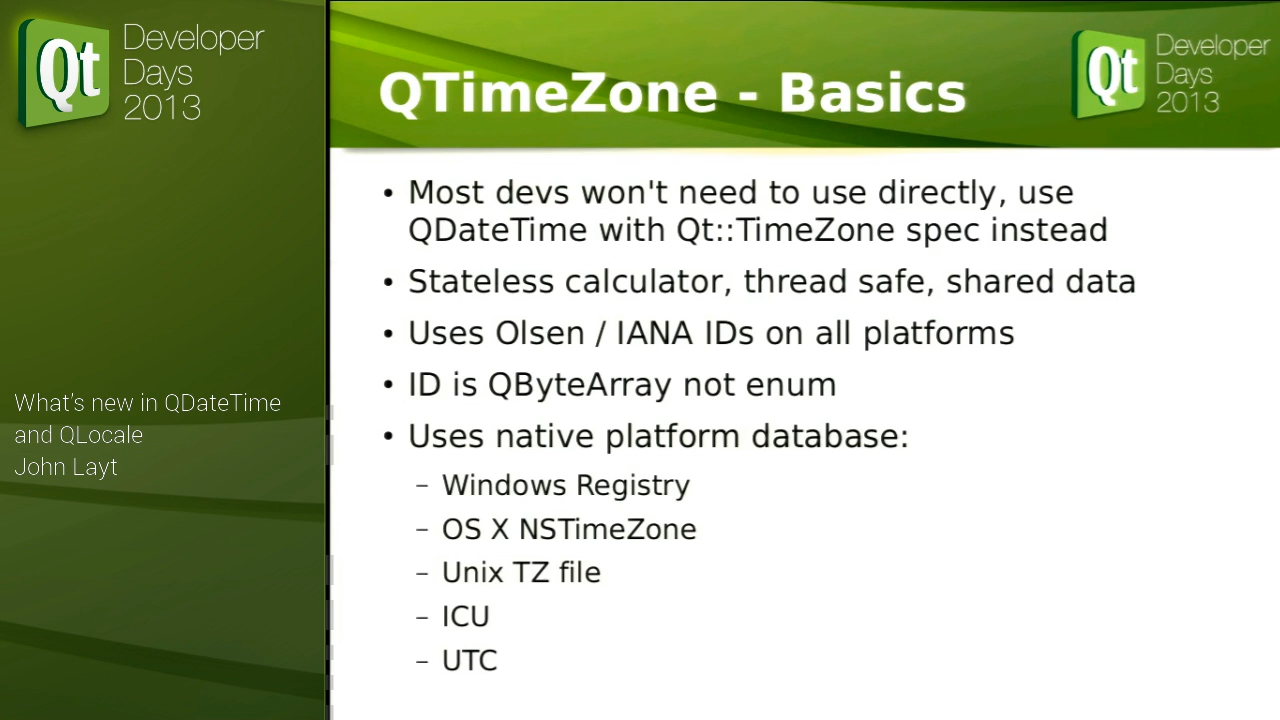 Qt Developer
Days
2013
What's new in QDateTime
and QLocale
John Layt
QTimeZone - Basics
Qt Developer
Days
2013
• Most devs won't need to use directly, use
QDateTime with Qt::TimeZone spec instead
• Stateless calculator, thread safe, shared data
• Uses Olsen / IANA IDs on all platforms
• ID is QByteArray not enum
• Uses native platform database:
– Windows Registry
– OS X NSTimeZone
– Unix TZ file
– ICU
– UTC